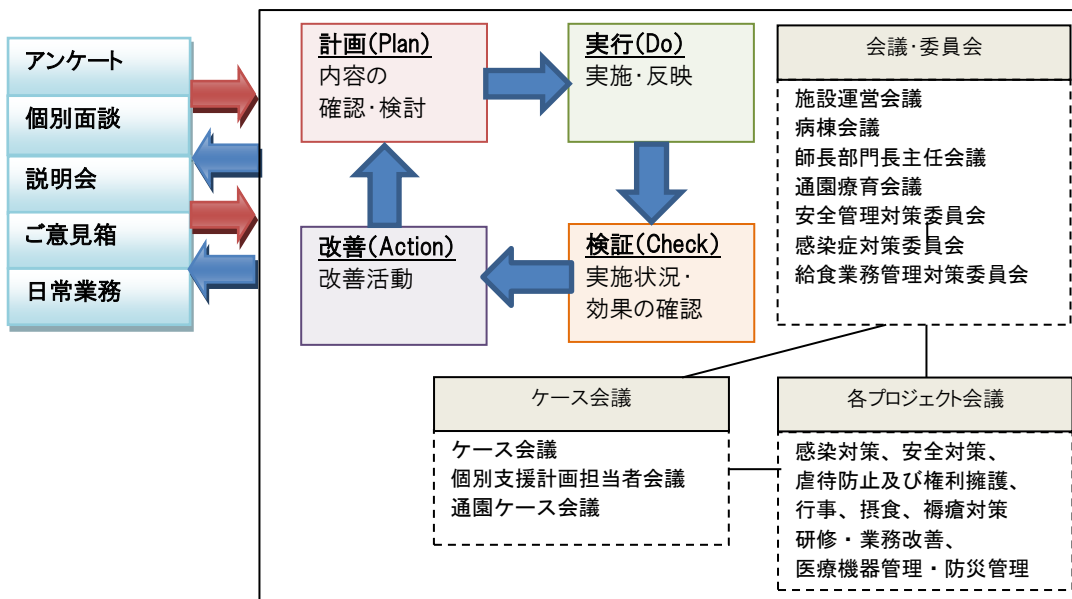 アンケート
個別面談
説明会
ご意見箱
日常業務
計画(Plan)
内容の
確認・検討
実行(Do)
実施・反映
改善(Action)
改善活動
検証(Check)
実施状況・
効果の確認
会議・委員会
施設運営会議
病棟会議
師長部門長主任会議
通園療育会議
安全管理対策委員会
感染症対策委員会
給食業務管理対策委員会
ケース会議
ケース会議
個別支援計画担当者会議
通園ケース会議
各プロジェクト会議
感染対策、安全対策、
虐待防止及び権利擁護、
行事、摂食、褥瘡対策
研修・業務改善、
医療機器管理・防災管理